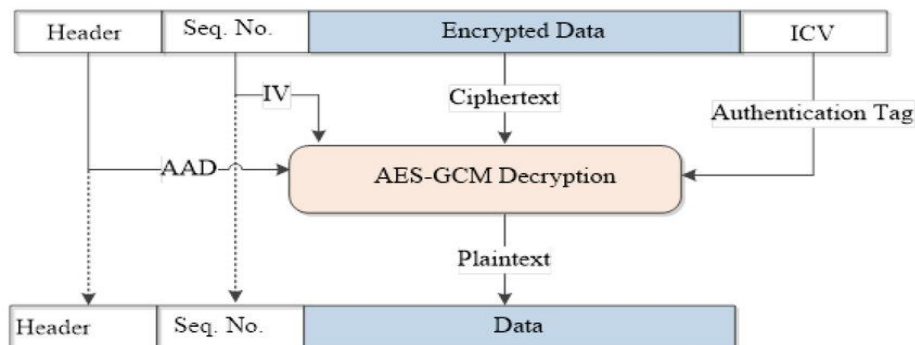 Header Seq. No. Encrypted Data ICV
IV
Ciphertext
Authentication Tag
AAD
AES-GCM Decryption
Plaintext
Header Seq. No. Data